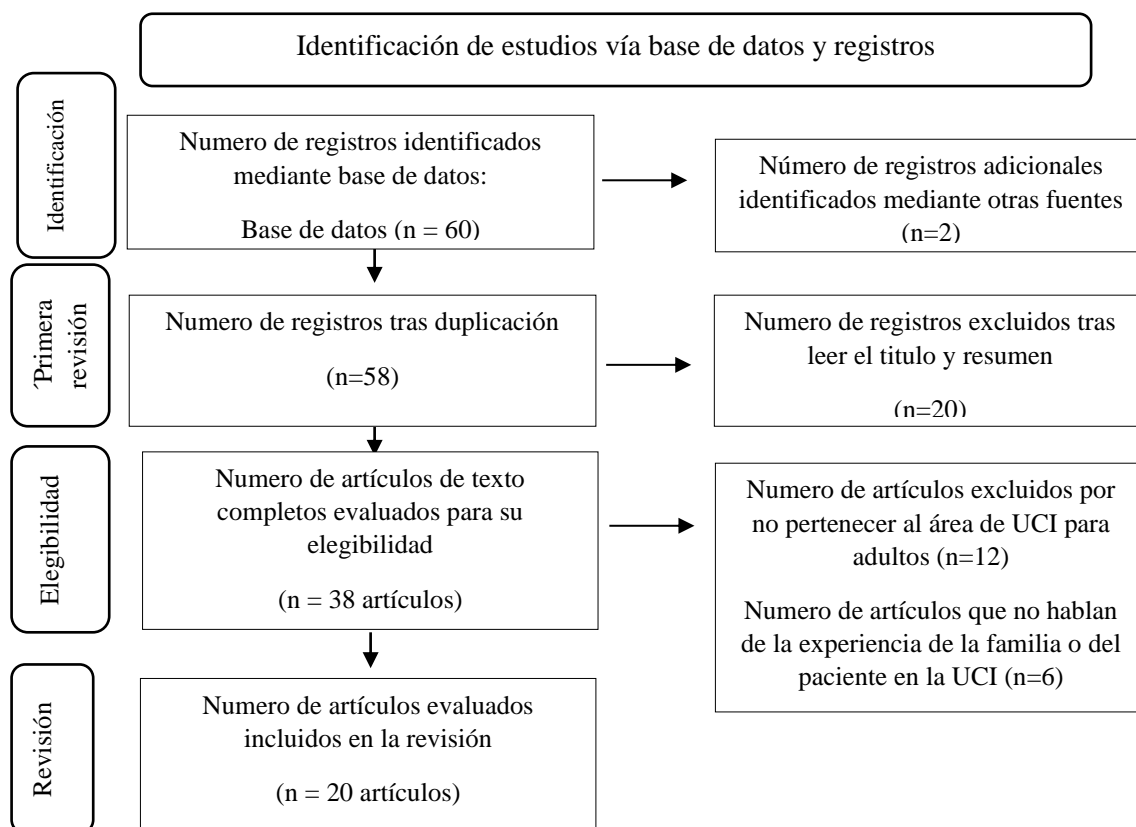 Identificación de estudios vía base de datos y registros
Identificación
Numero de registros identificados
mediante base de datos:
Base de datos (n = 60)
Número de registros adicionales
identificados mediante otras fuentes
(n=2)
´Primera
revisión
Numero de registros tras duplicación
(n=58)
Numero de registros excluidos tras
leer el titulo y resumen
(n=20)
Elegibilidad
Numero de artículos de texto
completos evaluados para su
elegibilidad
(n = 38 artículos)
Numero de artículos excluidos por
no pertenecer al área de UCI para
adultos (n=12)
Numero de artículos que no hablan
de la experiencia de la familia o del
paciente en la UCI (n=6)
Revisión
Numero de artículos evaluados
incluidos en la revisión
(n = 20 artículos)